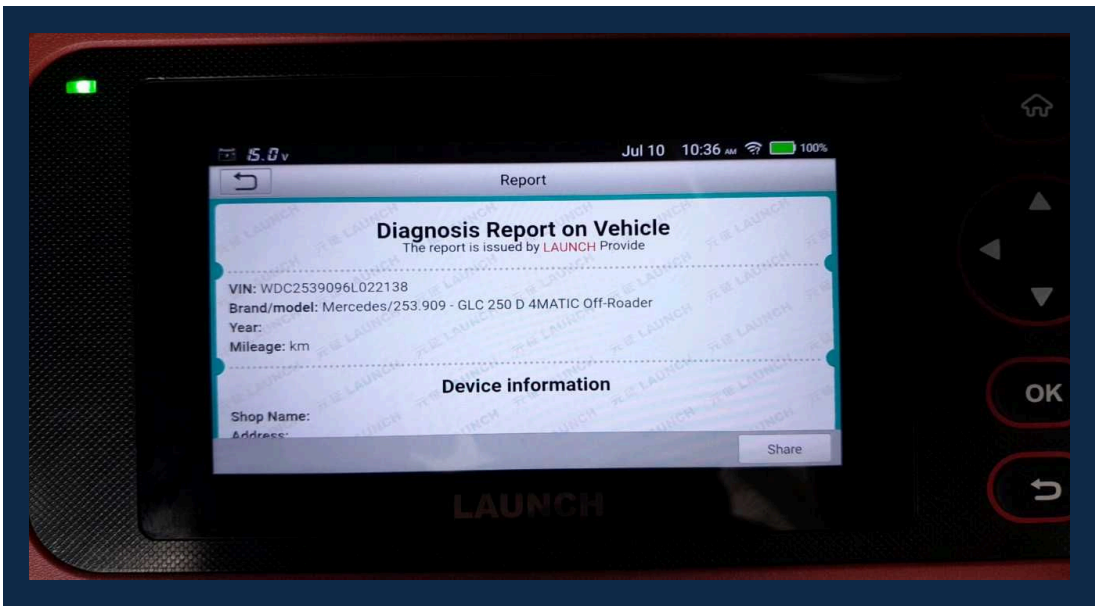 15.0 v Jul 10 10:36 AM 100%
Report
Diagnosis Report on Vehicle
The report is issued by LAUNCH Provide
VIN: WDC2539096L022138
Brand/model: Mercedes/253.909 - GLC 250 D 4MATIC Off-Roader
Year:
Mileage: km
Device information
Shop Name:
Address:
Share
OK
LAUNCH